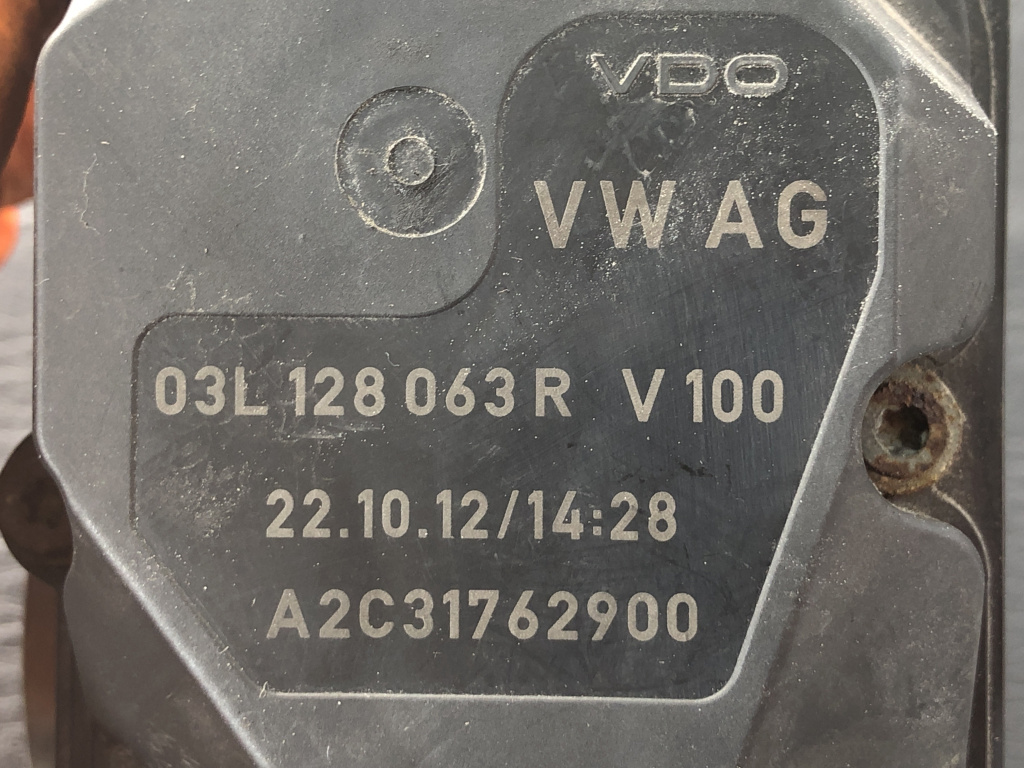 VDO
VW AG
03L 128 063 R V 100
22.10.12/14:28
A2C31762900